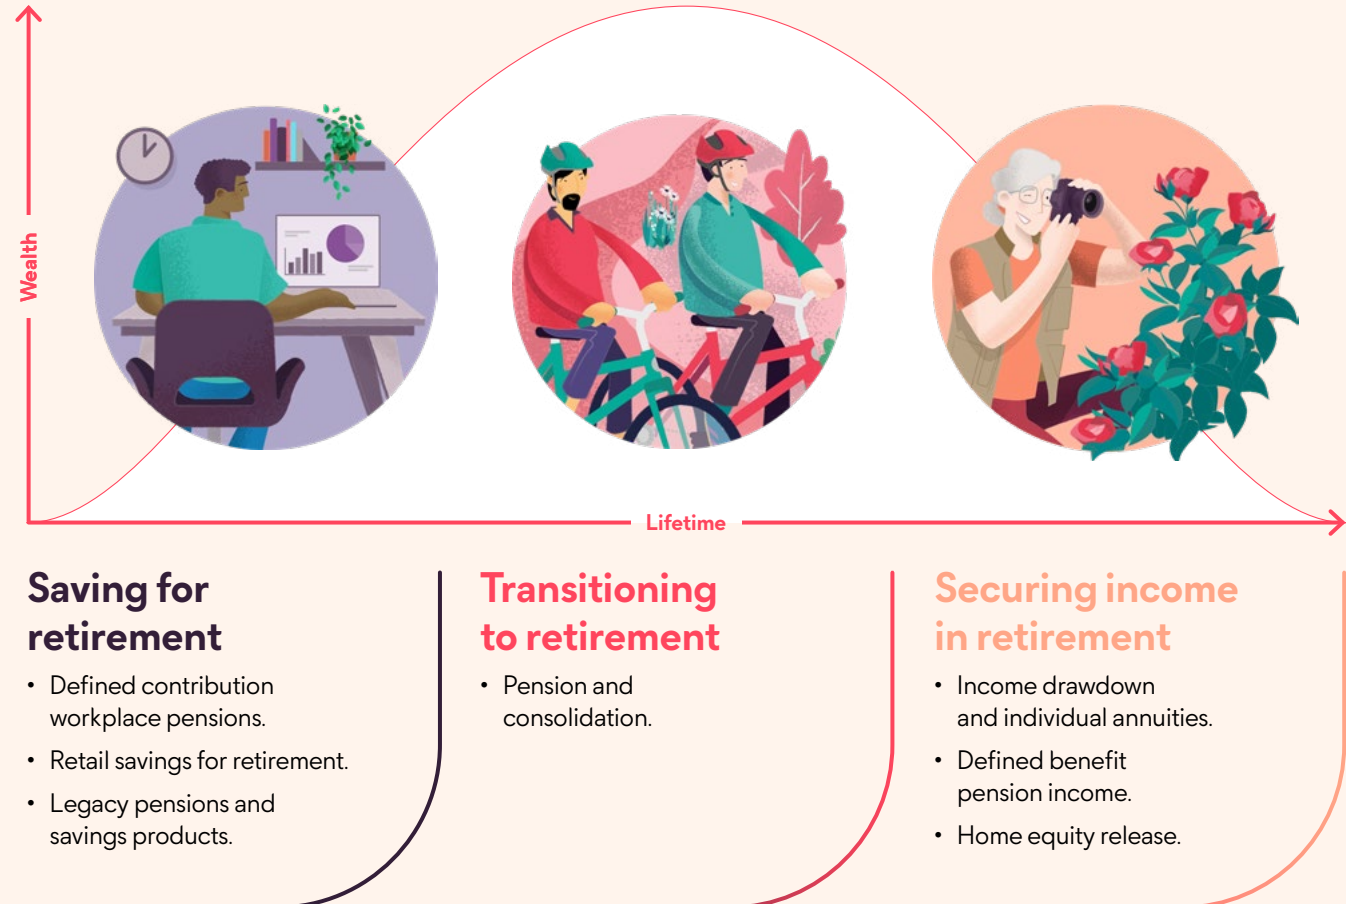 Wealth
Lifetime
Saving for
retirement
• Defined contribution
workplace pensions.
• Retail savings for retirement.
• Legacy pensions and
savings products.
Transitioning
to retirement
• Pension and
consolidation.
Securing income
in retirement
• Income drawdown
and individual annuities.
• Defined benefit
pension income.
• Home equity release.